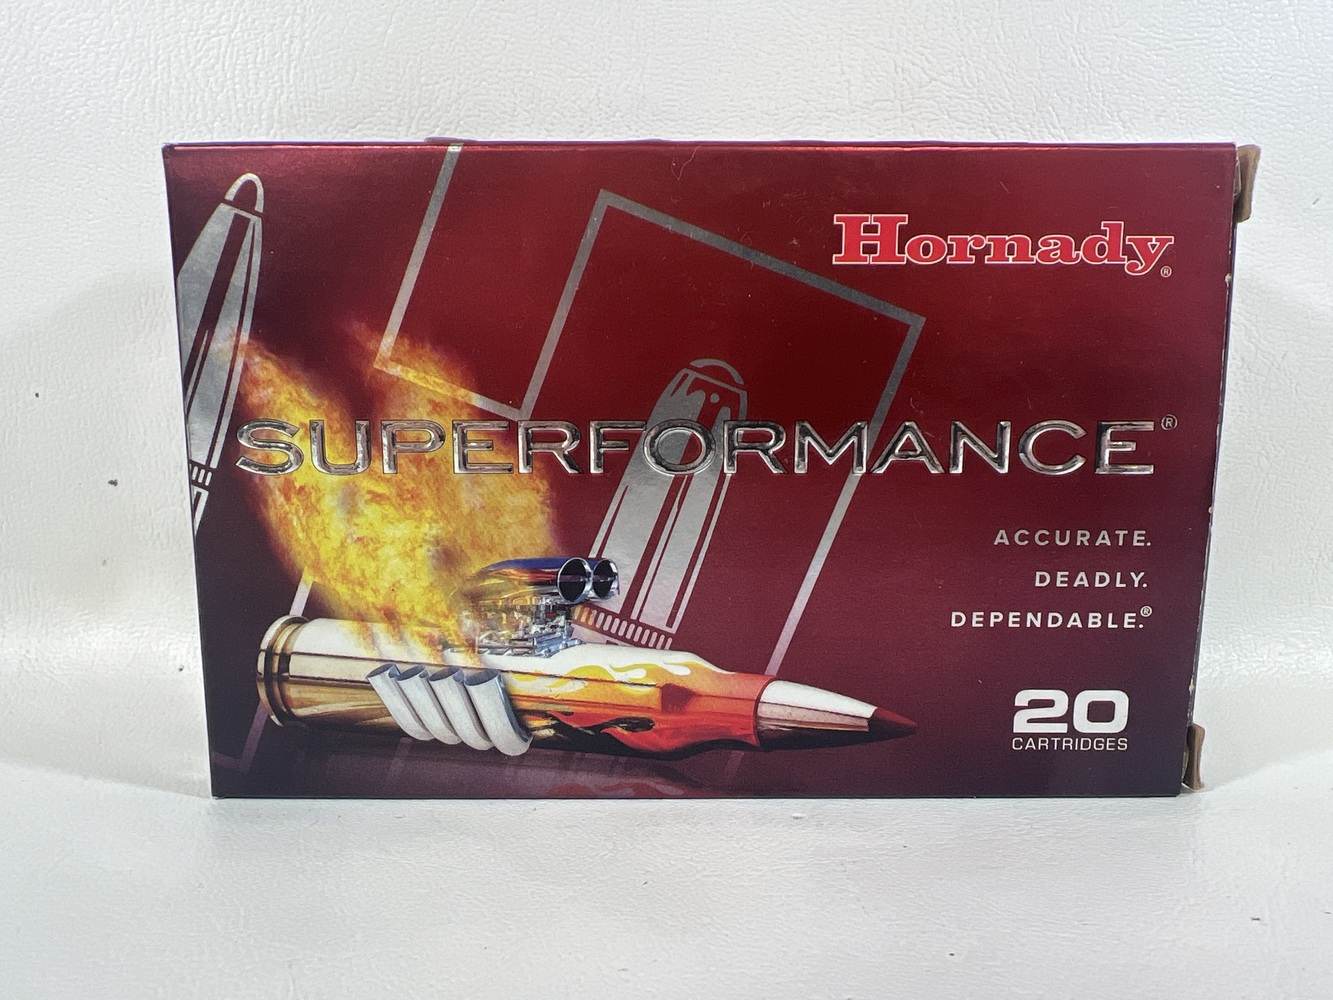 Hornady®
SUPERFORMANCE®
ACCURATE.
DEADLY.
DEPENDABLE.®
20
CARTRIDGES